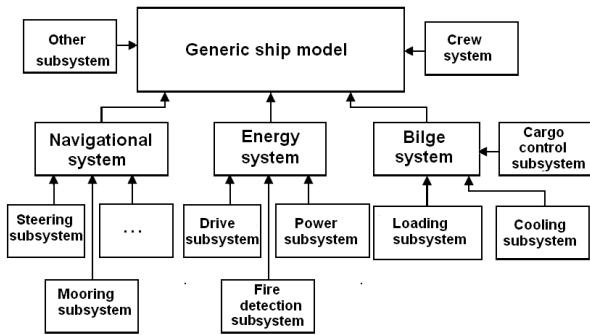 Other
subsystem
Generic ship model
Crew
system
Navigational
system
Energy
system
Bilge
system
Cargo
control
subsystem
Steering
subsystem
...
Drive
subsystem
Power
subsystem
Loading
subsystem
Cooling
subsystem
Mooring
subsystem
Fire
detection
subsystem